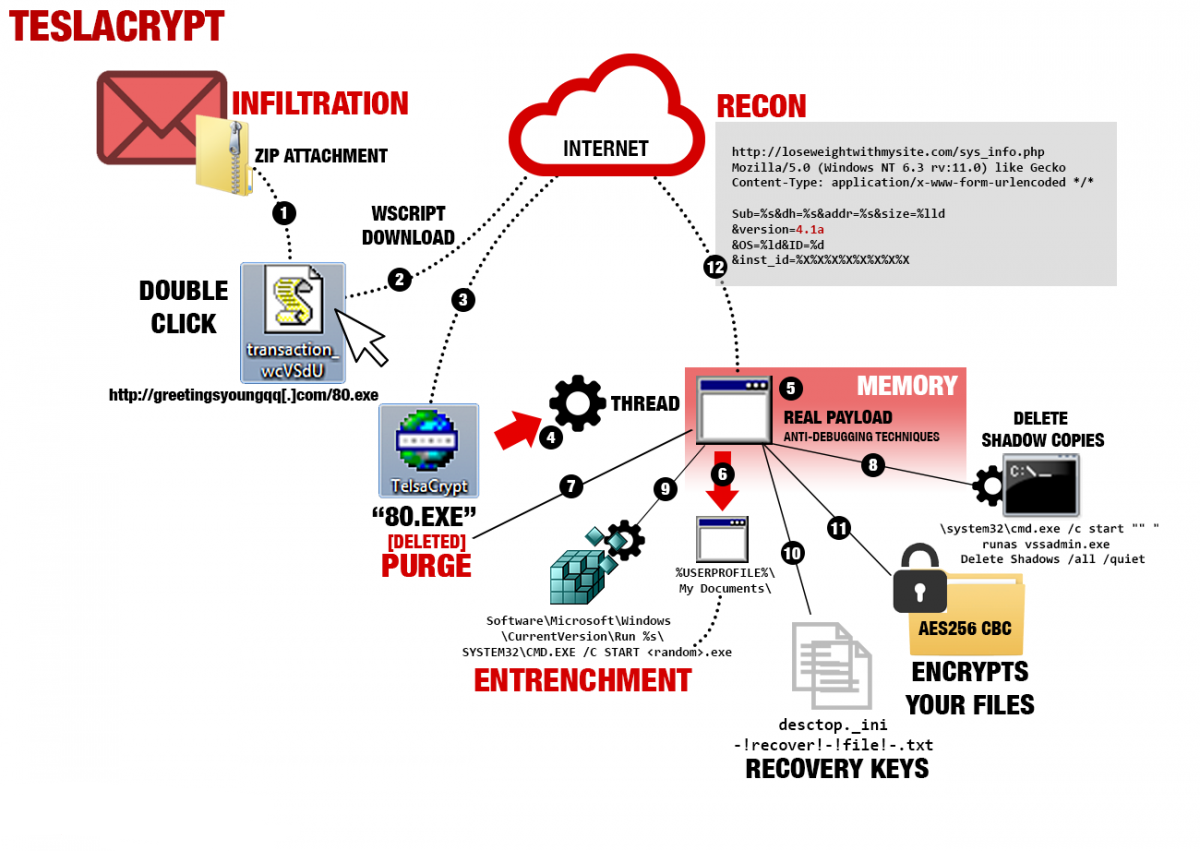 TESLACRYPT
INFILTRATION
ZIP ATTACHMENT
1
INTERNET
RECON
http://loseweightwithmysite.com/sys_info.php
Mozilla/5.0 (Windows NT 6.3 rv:11.0) like Gecko
Content-Type: application/x-www-form-urlencoded */*
Sub=%s&dh=%s&addr=%s&size=%lld
&version=4.1a
&OS=%ld&ID=%d
&inst_id=%X%X%X%X%X%X%X%X
WSCRIPT
DOWNLOAD
2
3
12
DOUBLE
CLICK
transaction_
wcVSdU
http://greetingsyoungqq[.]com/80.exe
TelsaCrypt
"80.EXE"
[DELETED]
PURGE
4
THREAD
5
MEMORY
REAL PAYLOAD
ANTI-DEBUGGING TECHNIQUES
6
7
8
9
10
11
DELETE
SHADOW COPIES
C:\_
\system32\cmd.exe /c start "" "
runas vssadmin.exe
Delete Shadows /all /quiet
%USERPROFILE%\
My Documents\
Software\Microsoft\Windows
\CurrentVersion\Run %s\
SYSTEM32\CMD.EXE /C START <random>.exe
ENTRENCHMENT
AES256 CBC
ENCRYPTS
YOUR FILES
desctop._ini
-!recover!-!file!-.txt
RECOVERY KEYS